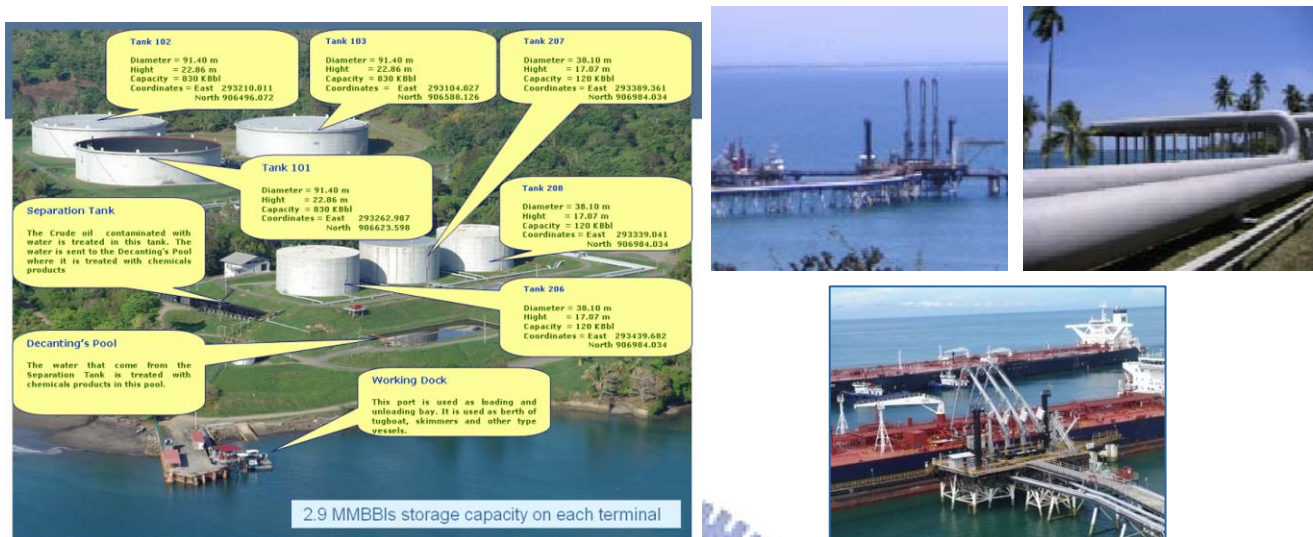 Tank 102
Diameter = 91.40 m
Hight = 22.86 m
Capacity = 830 KBbl
Coordinates = East 293210.011
North 906496.072
Tank 103
Diameter = 91.40 m
Hight = 22.86 m
Capacity = 830 KBbl
Coordinates = East 293104.027
North 906588.126
Tank 207
Diameter = 38.10 m
Hight = 17.07 m
Capacity = 120 KBbl
Coordinates = East 293389.361
North 906984.034
Tank 101
Diameter = 91.40 m
Hight = 22.86 m
Capacity = 830 KBbl
Coordinates = East 293262.987
North 906623.598
Tank 208
Diameter = 38.10 m
Hight = 17.07 m
Capacity = 120 KBbl
Coordinates = East 293339.041
North 906984.034
Separation Tank
The Crude oil contaminated with
water is treated in this tank. The
water is sent to the Decanting's Pool
where it is treated with chemicals
products
Tank 206
Diameter = 38.10 m
Hight = 17.07 m
Capacity = 120 KBbl
Coordinates = East 293439.682
North 906984.034
Decanting's Pool
The water that come from the
Separation Tank is treated with
chemicals products in this pool.
Working Dock
This port is used as loading and
unloading bay. It is used as berth of
tugboat, skimmers and other type
vessels.
2.9 MMBBls storage capacity on each terminal